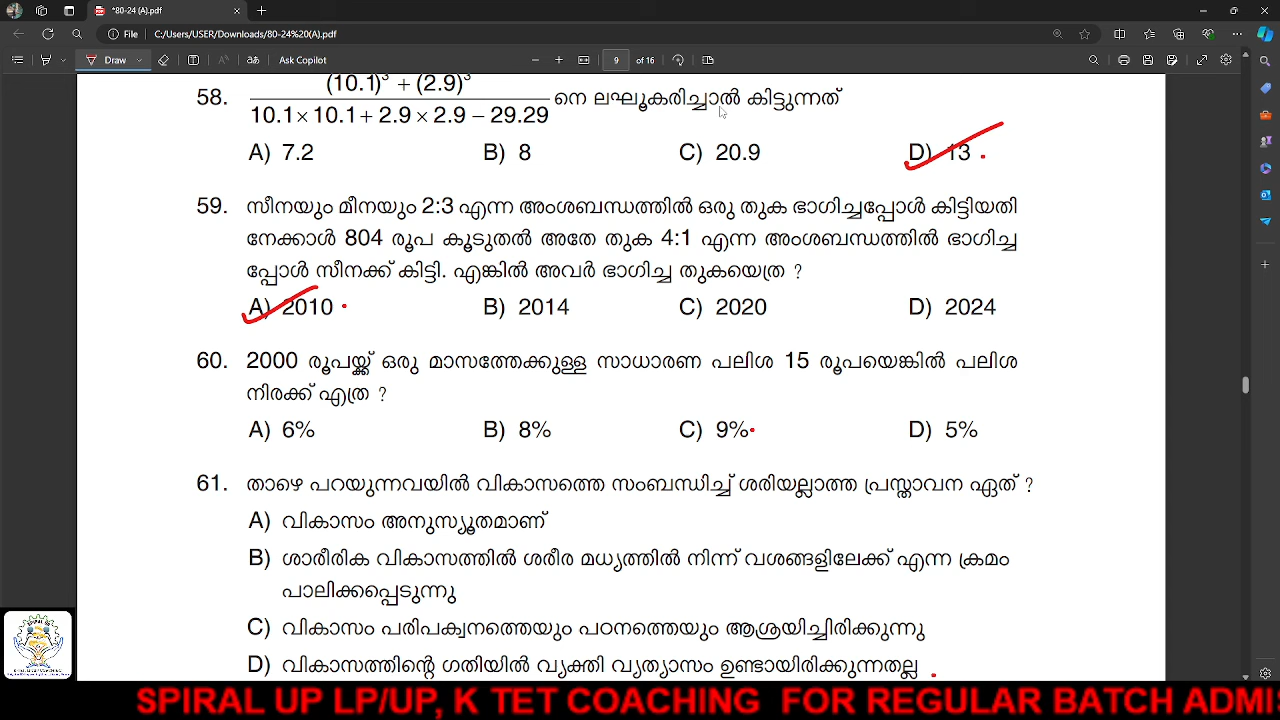 *80-24 (A).pdf
File C:/Users/USER/Downloads/80-24%20(A).pdf
Draw Ask Copilot 9 of 16
58. (10.1)³ + (2.9)³
10.1 × 10.1 + 2.9 × 2.9 − 29.29 നെ ലഘൂകരിച്ചാൽ കിട്ടുന്നത്
A) 7.2 B) 8 C) 20.9 D) 13
59. സീനയും മീനയും 2:3 എന്ന അംശബന്ധത്തിൽ ഒരു തുക ഭാഗിച്ചപ്പോൾ കിട്ടിയതി
നേക്കാൾ 804 രൂപ കൂടുതൽ അതേ തുക 4:1 എന്ന അംശബന്ധത്തിൽ ഭാഗിച്ച
പ്പോൾ സീനക്ക് കിട്ടി. എങ്കിൽ അവർ ഭാഗിച്ച തുകയെത്ര ?
A) 2010 B) 2014 C) 2020 D) 2024
60. 2000 രൂപയ്ക്ക് ഒരു മാസത്തേക്കുള്ള സാധാരണ പലിശ 15 രൂപയെങ്കിൽ പലിശ
നിരക്ക് എത്ര ?
A) 6% B) 8% C) 9% D) 5%
61. താഴെ പറയുന്നവയിൽ വികാസത്തെ സംബന്ധിച്ച് ശരിയല്ലാത്ത പ്രസ്താവന ഏത് ?
A) വികാസം അനുസ്യൂതമാണ്
B) ശാരീരിക വികാസത്തിൽ ശരീര മധ്യത്തിൽ നിന്ന് വശങ്ങളിലേക്ക് എന്ന ക്രമം
പാലിക്കപ്പെടുന്നു
C) വികാസം പരിപക്വനത്തെയും പഠനത്തെയും ആശ്രയിച്ചിരിക്കുന്നു
D) വികാസത്തിന്റെ ഗതിയിൽ വ്യക്തി വ്യത്യാസം ഉണ്ടായിരിക്കുന്നതല്ല
SPIRAL UP LP/UP, K TET COACHING FOR REGULAR BATCH ADMI